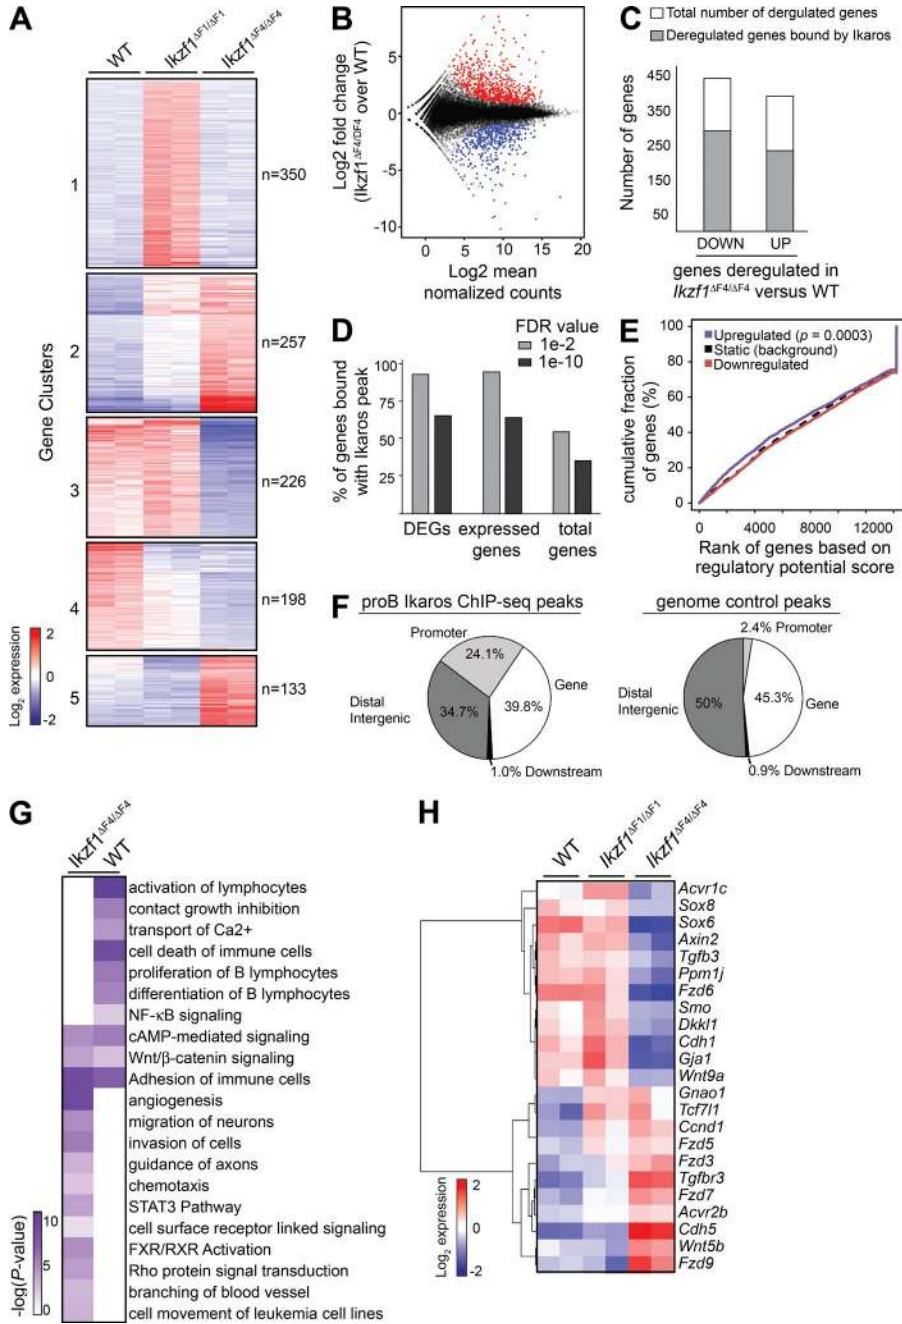 A
WT
Ikzf1ΔF1/ΔF1
Ikzf1ΔF4/ΔF4
Gene Clusters
1
n=350
2
n=257
3
n=226
4
n=198
5
n=133
Log2 expression
2
0
-2
B
Log2 fold change
(Ikzf1ΔF4/DF4 over WT)
5
0
-5
-10
0
5
10
15
20
Log2 mean
nomalized counts
C
Total number of dergulated genes
Deregulated genes bound by Ikaros
Number of genes
450
350
250
150
50
DOWN
UP
genes deregulated in
Ikzf1ΔF4/ΔF4 versus WT
D
FDR value
1e-2
1e-10
% of genes bound
with Ikaros peak
100
75
50
25
DEGs
expressed
genes
total
genes
E
Upregulated (p = 0.0003)
Static (background)
Downregulated
cumulative fraction
of genes (%)
100
80
60
40
20
0
0
4000
8000
12000
Rank of genes based on
regulatory potential score
F
proB Ikaros ChIP-seq peaks
Promoter
24.1%
Gene
39.8%
Distal
Intergenic
34.7%
1.0% Downstream
genome control peaks
2.4% Promoter
Distal
Intergenic
50%
45.3%
Gene
0.9% Downstream
G
Ikzf1ΔF4/ΔF4
WT
activation of lymphocytes
contact growth inhibition
transport of Ca2+
cell death of immune cells
proliferation of B lymphocytes
differentiation of B lymphocytes
NF-κB signaling
cAMP-mediated signaling
Wnt/β-catenin signaling
Adhesion of immune cells
angiogenesis
migration of neurons
invasion of cells
guidance of axons
chemotaxis
STAT3 Pathway
cell surface receptor linked signaling
FXR/RXR Activation
Rho protein signal transduction
branching of blood vessel
cell movement of leukemia cell lines
-log(P-value)
10
5
0
H
WT
Ikzf1ΔF1/ΔF1
Ikzf1ΔF4/ΔF4
Acvr1c
Sox8
Sox6
Axin2
Tgfb3
Ppm1j
Fzd6
Smo
Dkkl1
Cdh1
Gja1
Wnt9a
Gnao1
Tcf7l1
Ccnd1
Fzd5
Fzd3
Tgfbr3
Fzd7
Acvr2b
Cdh5
Wnt5b
Fzd9
Log2 expression
2
0
-2